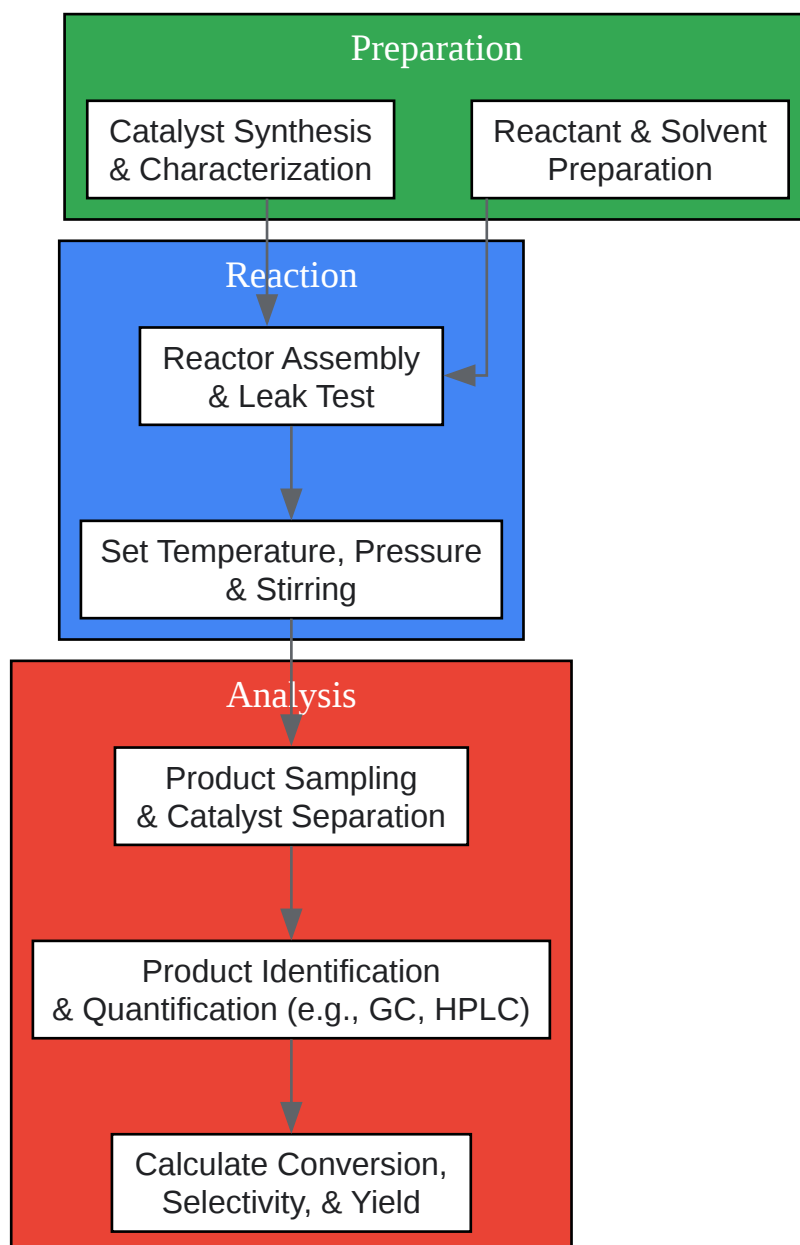 Preparation
Catalyst Synthesis
& Characterization
Reactant & Solvent
Preparation
Reaction
Reactor Assembly
& Leak Test
Set Temperature, Pressure
& Stirring
Analysis
Product Sampling
& Catalyst Separation
Product Identification
& Quantification (e.g., GC, HPLC)
Calculate Conversion,
Selectivity, & Yield